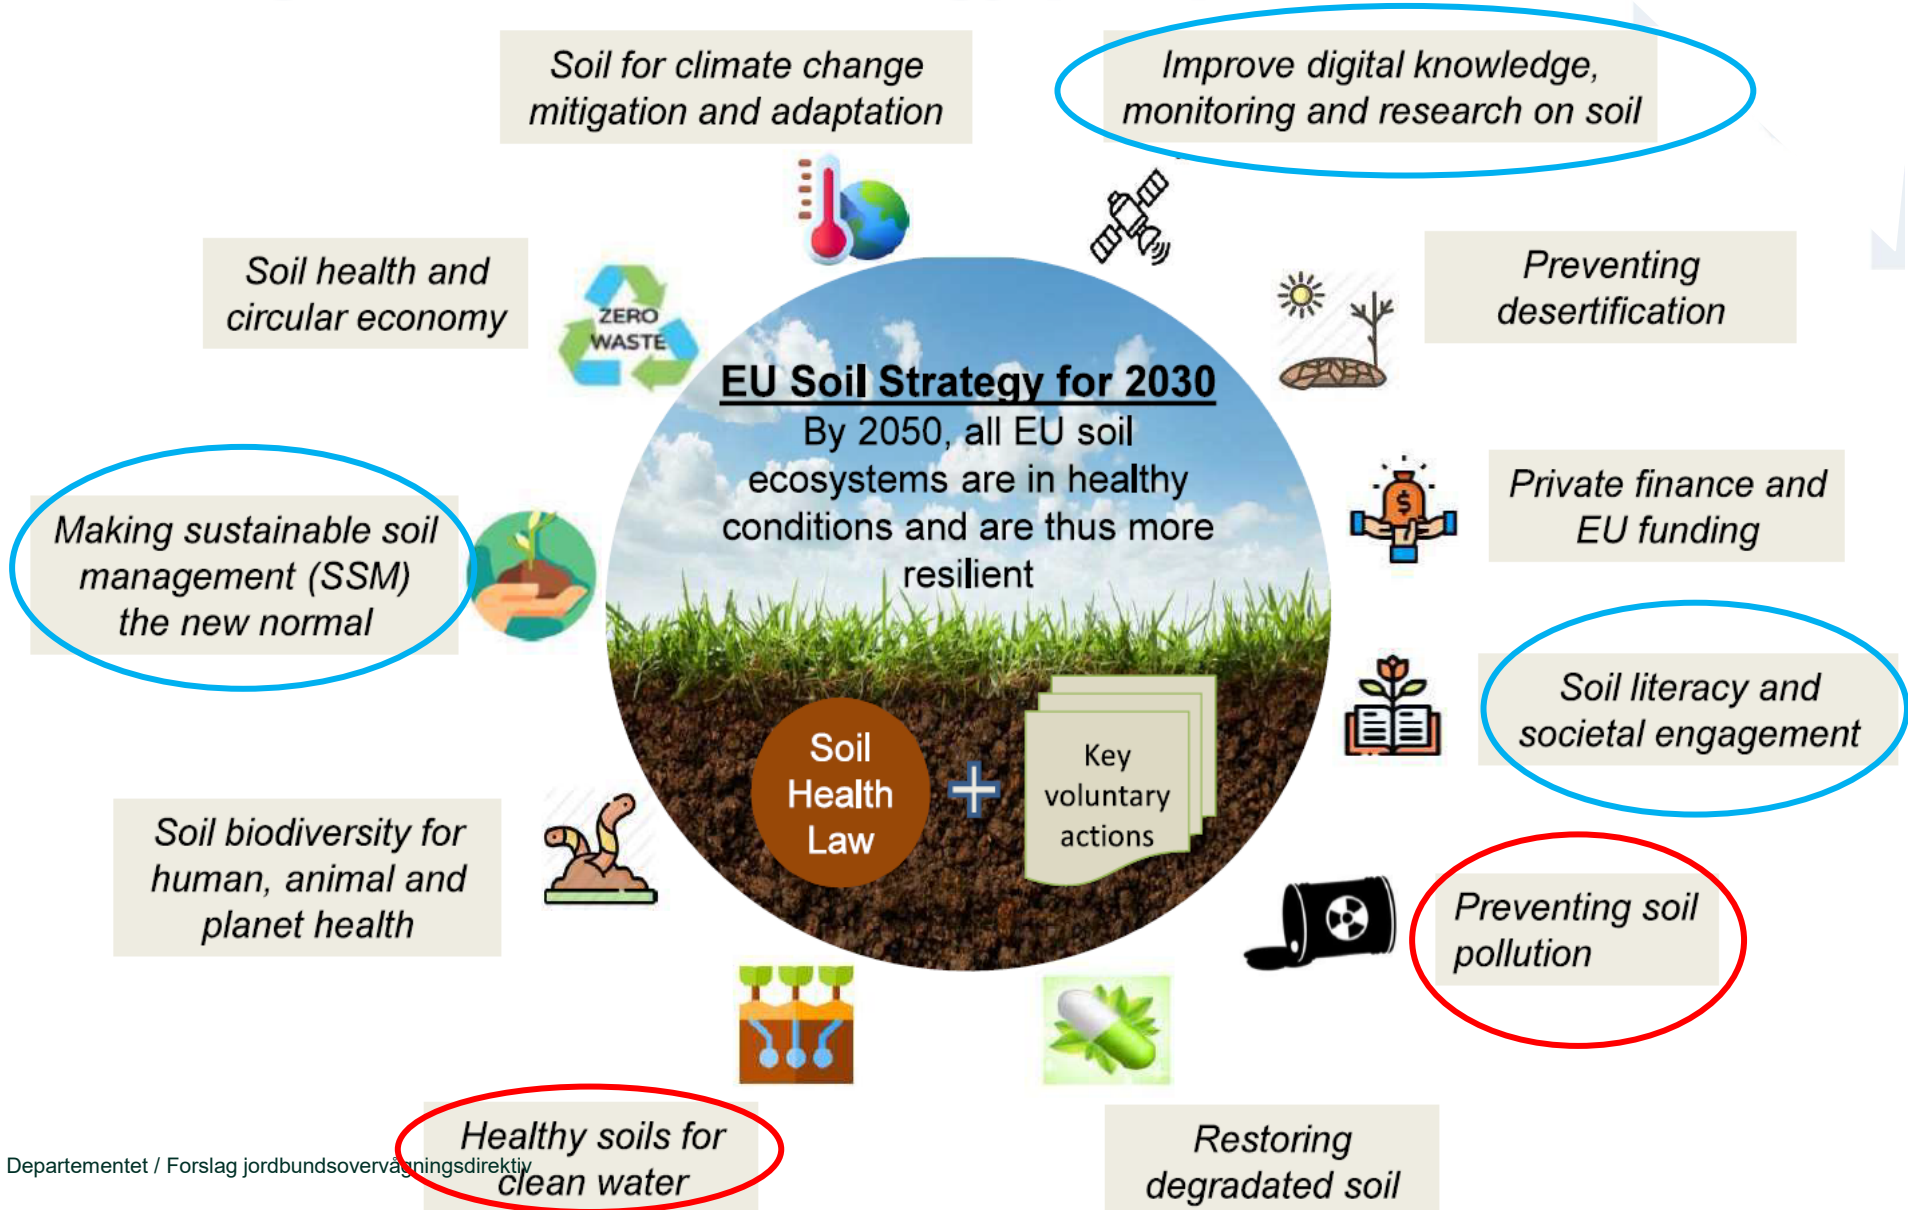 Soil for climate change
mitigation and adaptation
Improve digital knowledge,
monitoring and research on soil
Soil health and
circular economy
ZERO
WASTE
Preventing
desertification
EU Soil Strategy for 2030
By 2050, all EU soil
ecosystems are in healthy
conditions and are thus more
resilient
Private finance and
EU funding
$
Making sustainable soil
management (SSM)
the new normal
Soil literacy and
societal engagement
Soil
Health
Law
+
Key
voluntary
actions
Soil biodiversity for
human, animal and
planet health
Preventing soil
pollution
Healthy soils for
clean water
Restoring
degradated soil
Departementet / Forslag jordbundsovervågningsdirektiv